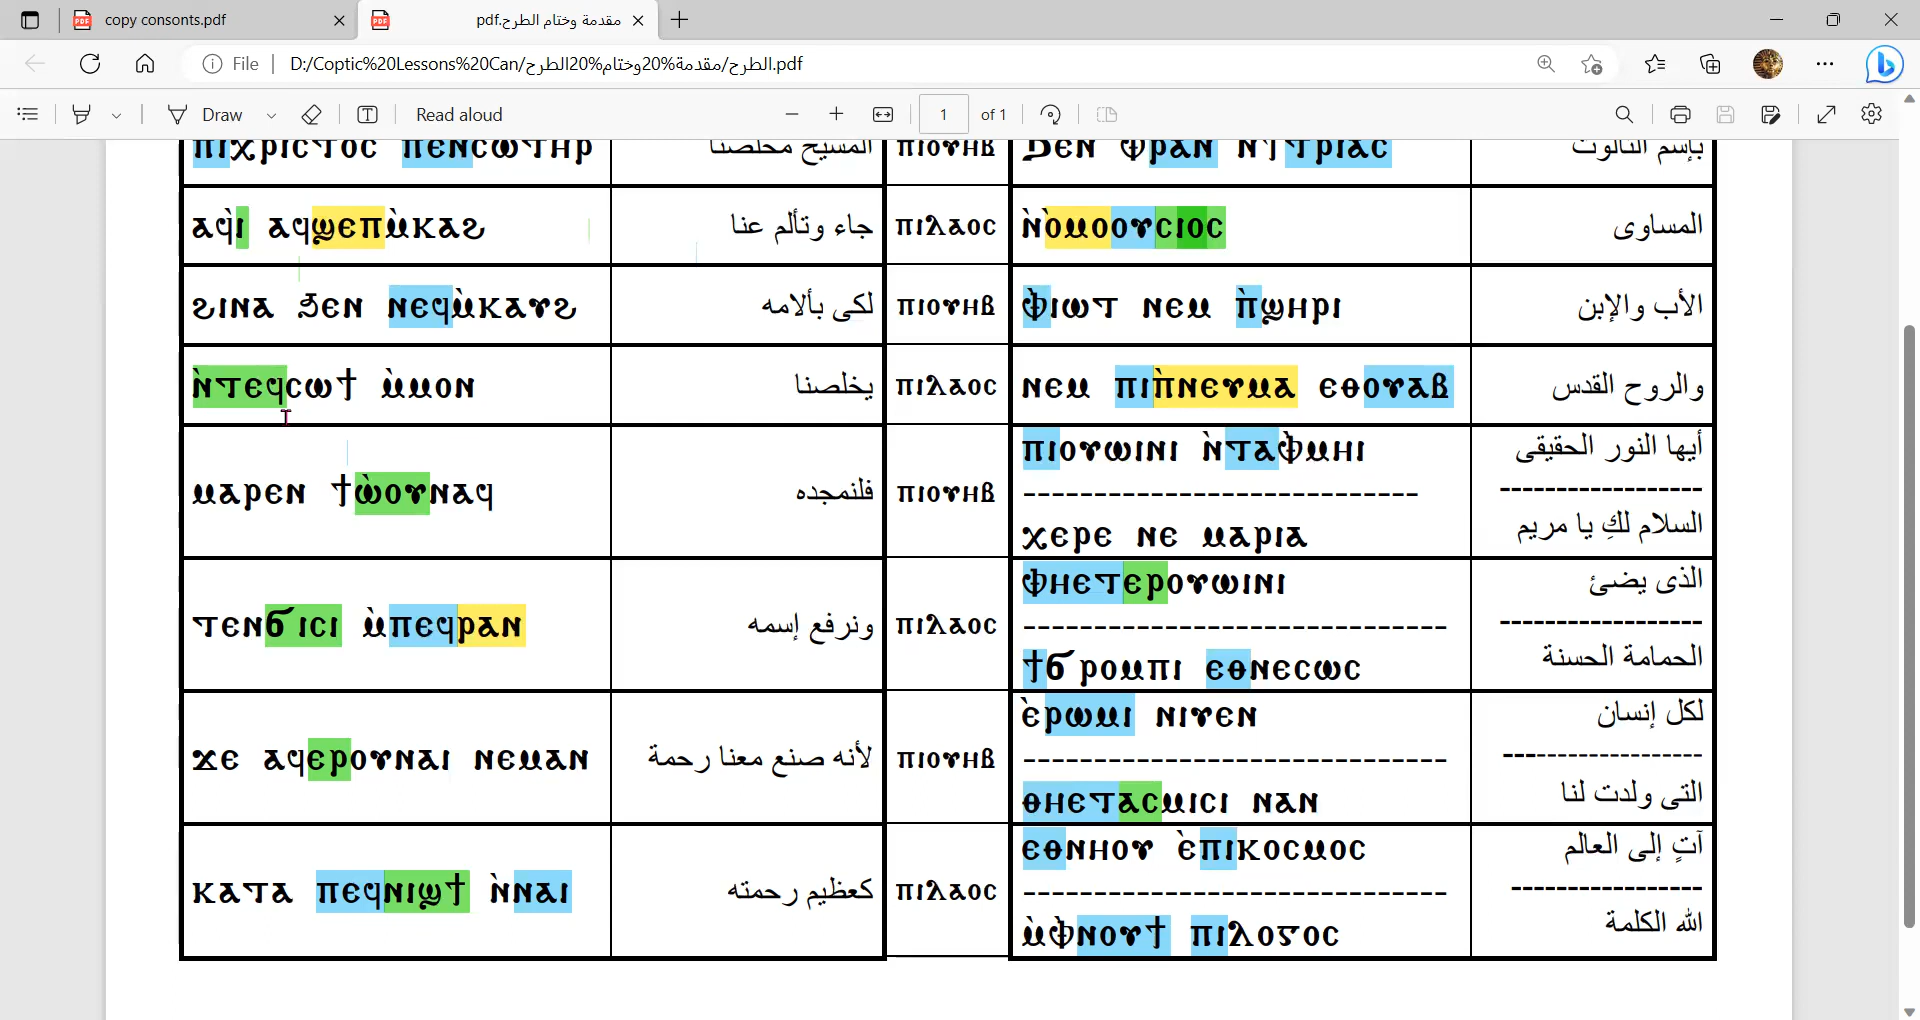 copy consonts.pdf
مقدمة وختام الطرح.pdf
File
D:/Coptic%20Lessons%20Can/مقدمة%20وختام%20الطرح/الطرح.pdf
Draw
Read aloud
1 of 1
Ⲡⲓⲭⲣⲓⲥⲧⲟⲥ ⲡⲉⲛⲥⲱⲧⲏⲣ المسيح مخلصنا ⲡⲓⲟⲩⲏⲃ Ϧⲉⲛ ⲫⲣⲁⲛ ⲛϯⲧⲣⲓⲁⲥ بإسم الثالوث
ⲁϥⲓ̀ ⲁϥϣⲉⲡⲙ̀ⲕⲁϩ جاء وتألم عنا ⲡⲓⲗⲁⲟⲥ ⲛ̀ⲟ̀ⲙⲟⲟⲩⲥⲓⲟⲥ المساوى
ϩⲓⲛⲁ ϧⲉⲛ ⲛⲉϥⲙ̀ⲕⲁⲩϩ لكى بألامه ⲡⲓⲟⲩⲏⲃ ⲫ̀ⲓⲱⲧ ⲛⲉⲙ ⲡ̀ϣⲏⲣⲓ الأب والإبن
ⲛ̀ⲧⲉϥⲥⲱϯ ⲙ̀ⲙⲟⲛ يخلصنا ⲡⲓⲗⲁⲟⲥ ⲛⲉⲙ ⲡⲓⲡ̀ⲛⲉⲩⲙⲁ ⲉⲑⲟⲩⲁⲃ والروح القدس
ⲙⲁⲣⲉⲛ ϯⲱ̀ⲟⲩⲛⲁϥ فلنمجده ⲡⲓⲟⲩⲏⲃ ⲡⲓⲟⲩⲱⲓⲛⲓ ⲛ̀ⲧⲁⲫ̀ⲙⲏⲓ أيها النور الحقيقى
ⲭⲉⲣⲉ ⲛⲉ ⲙⲁⲣⲓⲁ السلام لكِ يا مريم
ⲧⲉⲛϭⲓⲥⲓ ⲙ̀ⲡⲉϥⲣⲁⲛ ونرفع إسمه ⲡⲓⲗⲁⲟⲥ ⲫⲏⲉⲧⲉⲣⲟⲩⲱⲓⲛⲓ الذى يضئ
ϯϭⲣⲟⲙⲡⲓ ⲉⲑⲛⲉⲥⲱⲥ الحمامة الحسنة
ϫⲉ ⲁϥⲉⲣⲟⲩⲛⲁⲓ ⲛⲉⲙⲁⲛ لأنه صنع معنا رحمة ⲡⲓⲟⲩⲏⲃ ⲉ̀ⲣⲱⲙⲓ ⲛⲓⲩⲉⲛ لكل إنسان
ⲑⲏⲉⲧⲁⲥⲙⲓⲥⲓ ⲛⲁⲛ التى ولدت لنا
ⲕⲁⲧⲁ ⲡⲉϥⲛⲓϣϯ ⲛ̀ⲛⲁⲓ كعظيم رحمته ⲡⲓⲗⲁⲟⲥ ⲉⲑⲛⲏⲟⲩ ⲉ̀ⲡⲓⲕⲟⲥⲙⲟⲥ آتٍ إلى العالم
ⲙ̀ⲫ̀ⲛⲟⲩϯ ⲡⲓⲗⲟⲅⲟⲥ الله الكلمة